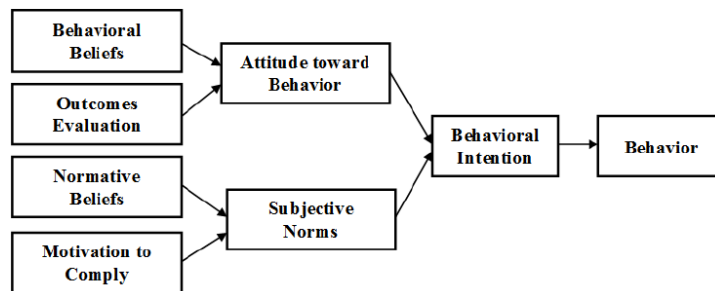 Behavioral
Beliefs
Outcomes
Evaluation
Normative
Beliefs
Motivation to
Comply
Attitude toward
Behavior
Subjective
Norms
Behavioral
Intention
Behavior